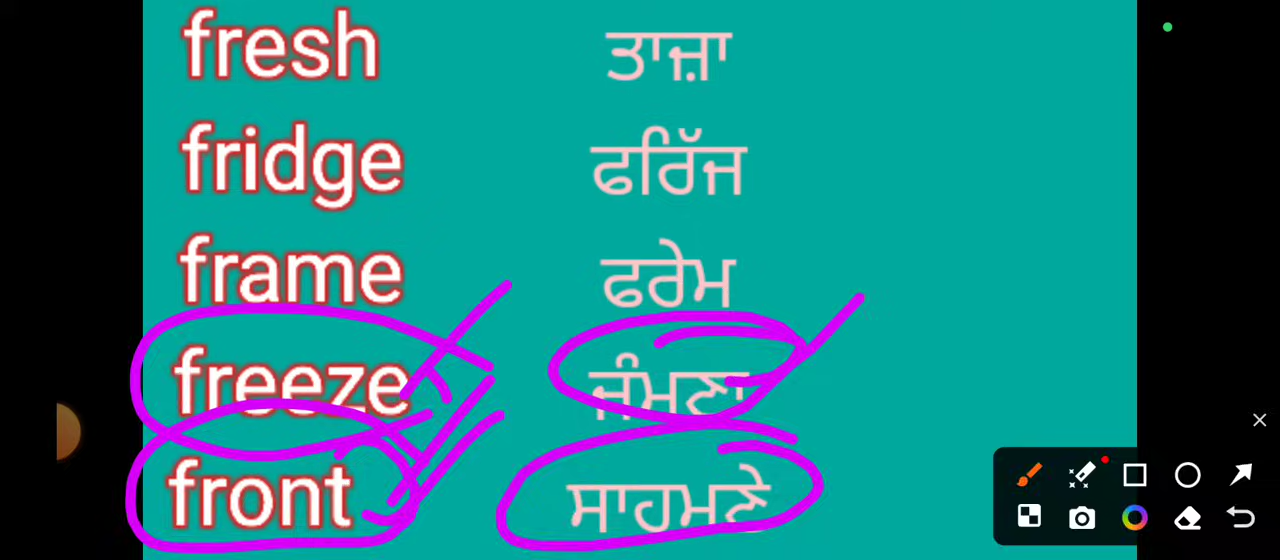 fresh ਤਾਜ਼ਾ
fridge ਫਰਿੱਜ
frame ਫਰੇਮ
freeze ਜੰਮਣਾ
front ਸਾਹਮਣੇ